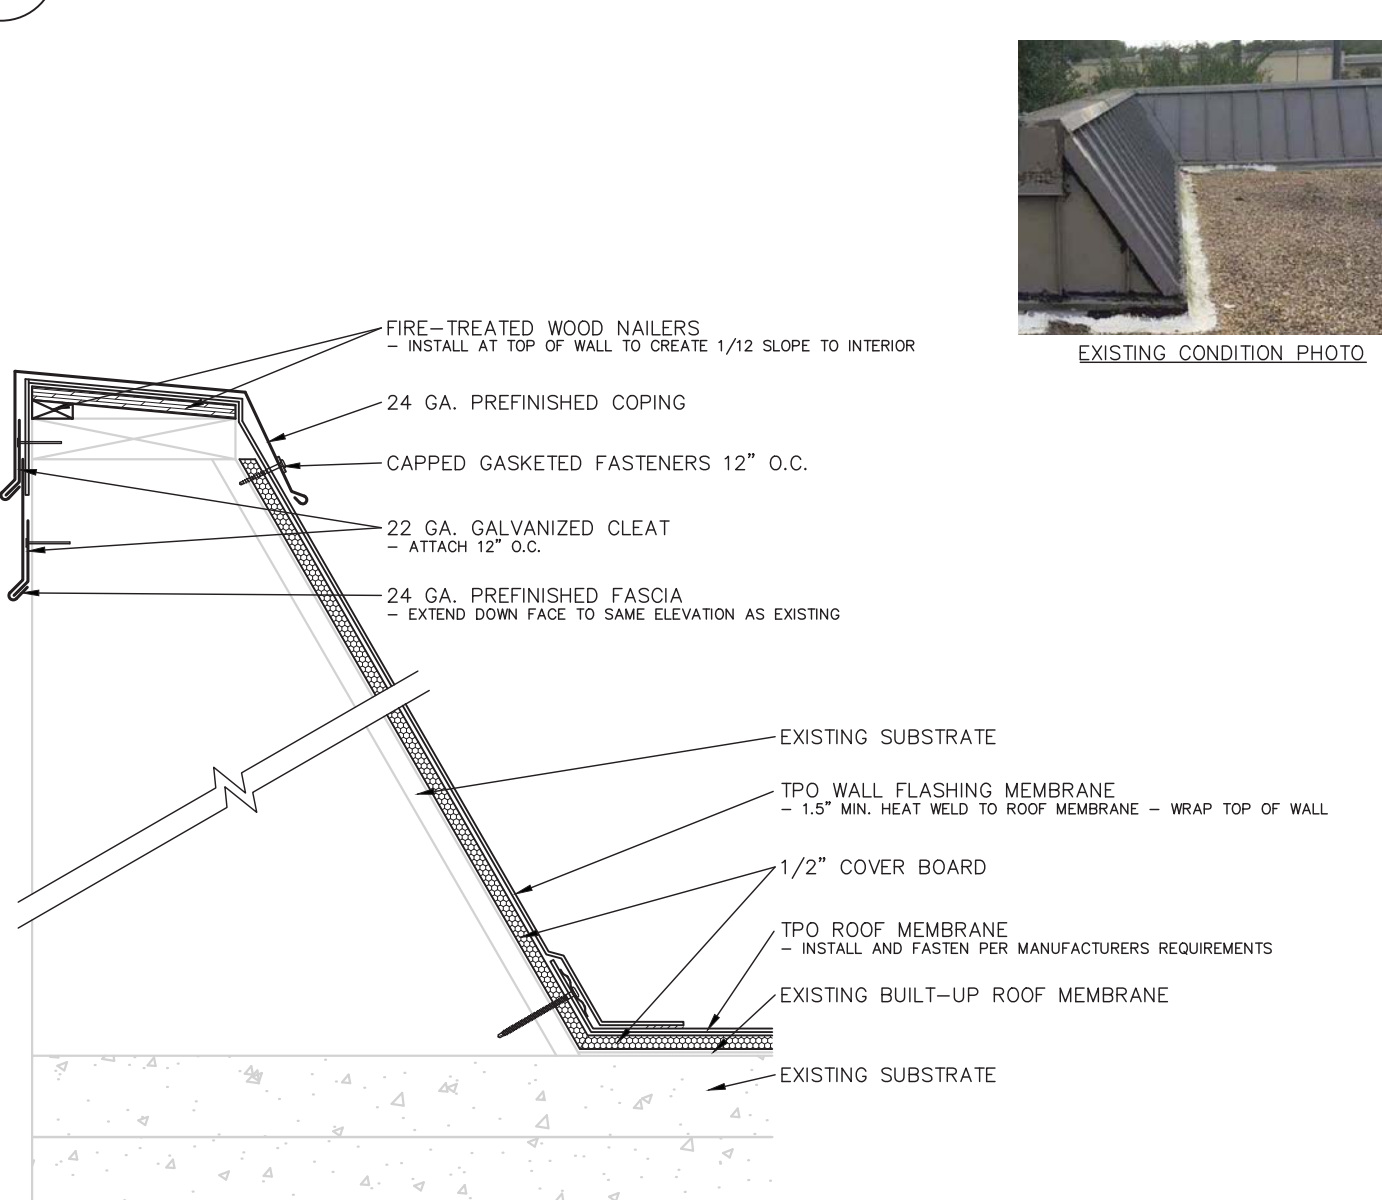 EXISTING CONDITION PHOTO
FIRE-TREATED WOOD NAILERS
- INSTALL AT TOP OF WALL TO CREATE 1/12 SLOPE TO INTERIOR
24 GA. PREFINISHED COPING
CAPPED GASKETED FASTENERS 12" O.C.
22 GA. GALVANIZED CLEAT
- ATTACH 12" O.C.
24 GA. PREFINISHED FASCIA
- EXTEND DOWN FACE TO SAME ELEVATION AS EXISTING
EXISTING SUBSTRATE
TPO WALL FLASHING MEMBRANE
- 1.5" MIN. HEAT WELD TO ROOF MEMBRANE - WRAP TOP OF WALL
1/2" COVER BOARD
TPO ROOF MEMBRANE
- INSTALL AND FASTEN PER MANUFACTURERS REQUIREMENTS
EXISTING BUILT-UP ROOF MEMBRANE
EXISTING SUBSTRATE